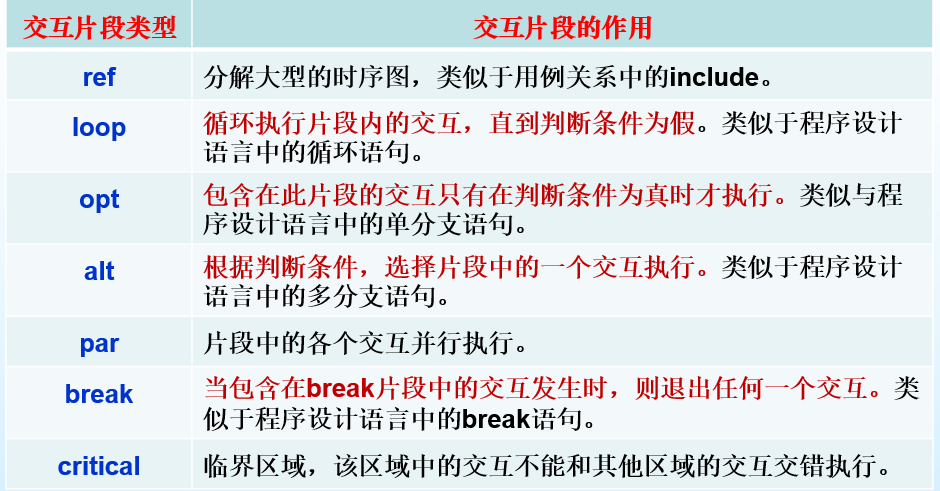 交互片段类型 交互片段的作用
ref 分解大型的时序图，类似于用例关系中的include。
loop 循环执行片段内的交互，直到判断条件为假。类似于程序设计
语言中的循环语句。
opt 包含在此片段的交互只有在判断条件为真时才执行。类似与程
序设计语言中的单分支语句。
alt 根据判断条件，选择片段中的一个交互执行。类似于程序设计
语言中的多分支语句。
par 片段中的各个交互并行执行。
break 当包含在break片段中的交互发生时，则退出任何一个交互。类
似于程序设计语言中的break语句。
critical 临界区域，该区域中的交互不能和其他区域的交互交错执行。